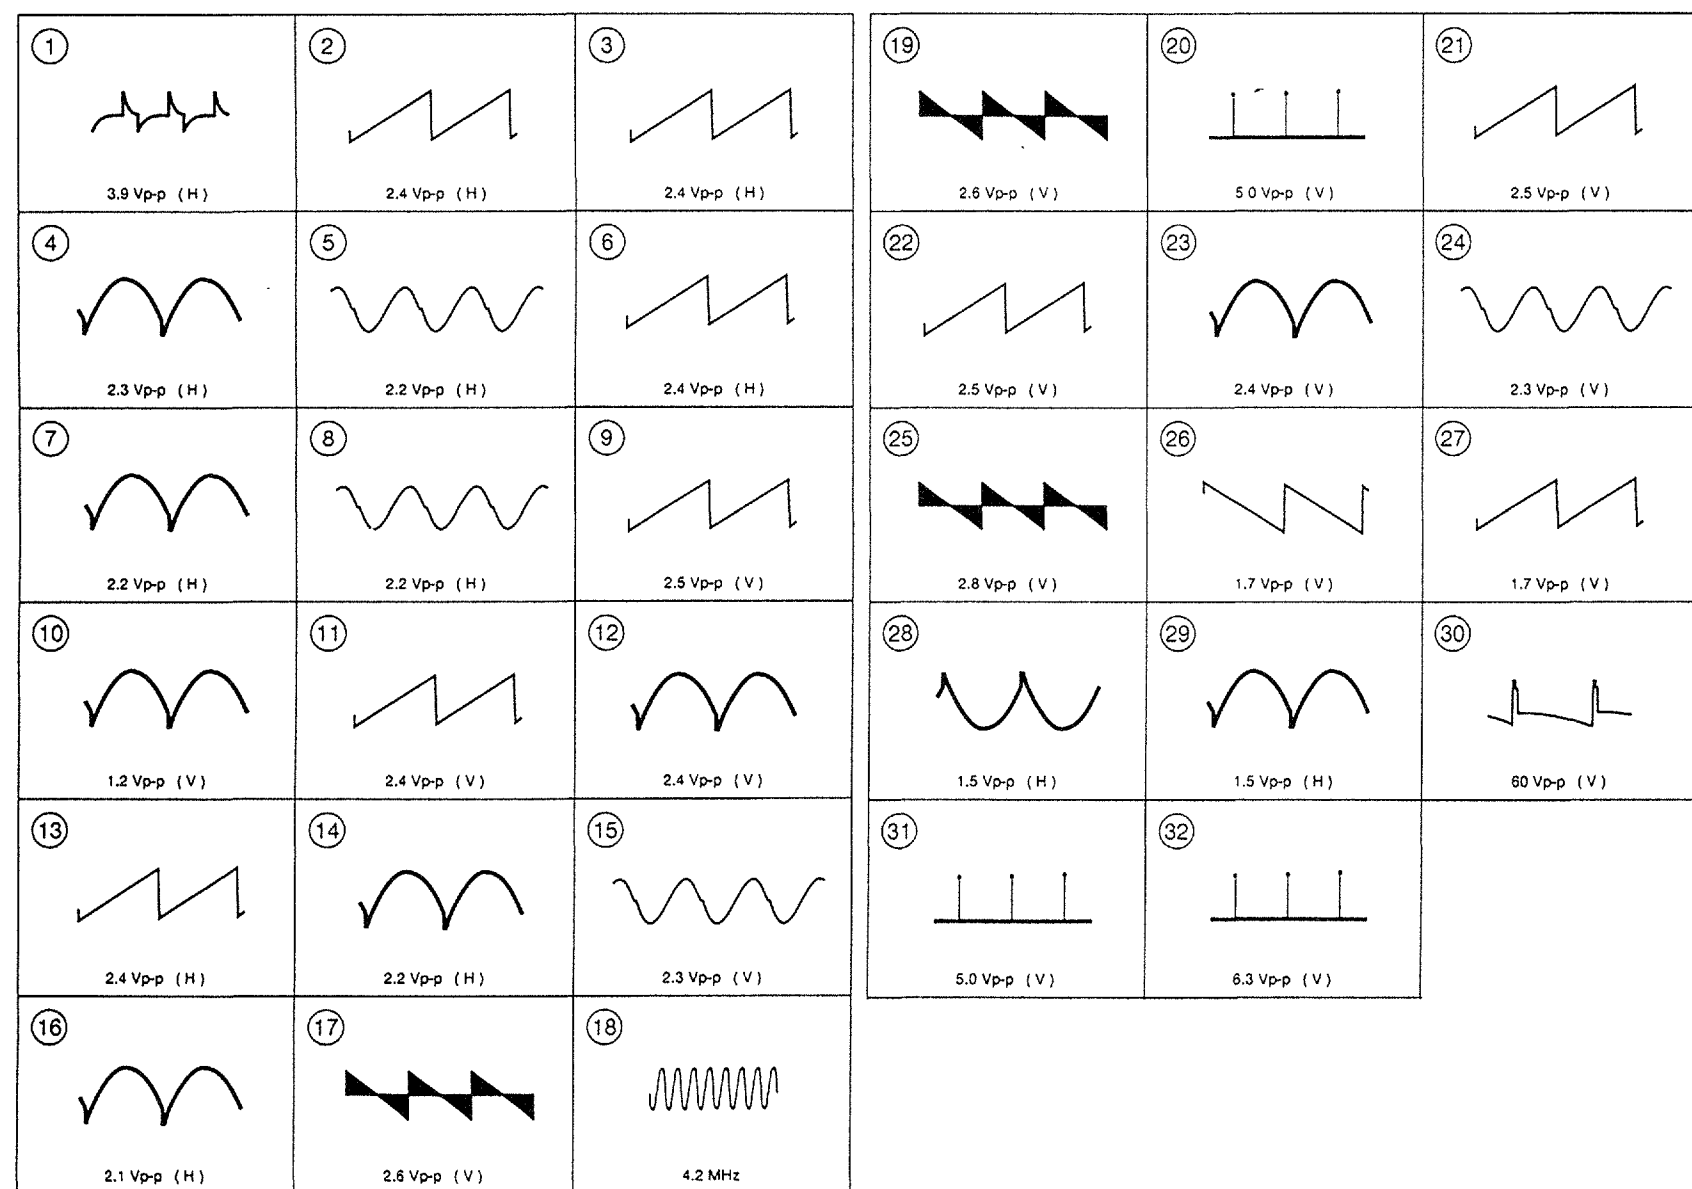 1
2
3
3.9 Vp-p (H)
2.4 Vp-p (H)
2.4 Vp-p (H)
4
5
6
2.3 Vp-p (H)
2.2 Vp-p (H)
2.4 Vp-p (H)
7
8
9
2.2 Vp-p (H)
2.2 Vp-p (H)
2.5 Vp-p (V)
10
11
12
1.2 Vp-p (V)
2.4 Vp-p (V)
2.4 Vp-p (V)
13
14
15
2.4 Vp-p (H)
2.2 Vp-p (H)
2.3 Vp-p (V)
16
17
18
2.1 Vp-p (H)
2.6 Vp-p (V)
4.2 MHz
19
20
21
2.6 Vp-p (V)
5 0 Vp-p (V)
2.5 Vp-p (V)
22
23
24
2.5 Vp-p (V)
2.4 Vp-p (V)
2.3 Vp-p (V)
25
26
27
2.8 Vp-p (V)
1.7 Vp-p (V)
1.7 Vp-p (V)
28
29
30
1.5 Vp-p (H)
1.5 Vp-p (H)
60 Vp-p (V)
31
32
5.0 Vp-p (V)
6.3 Vp-p (V)